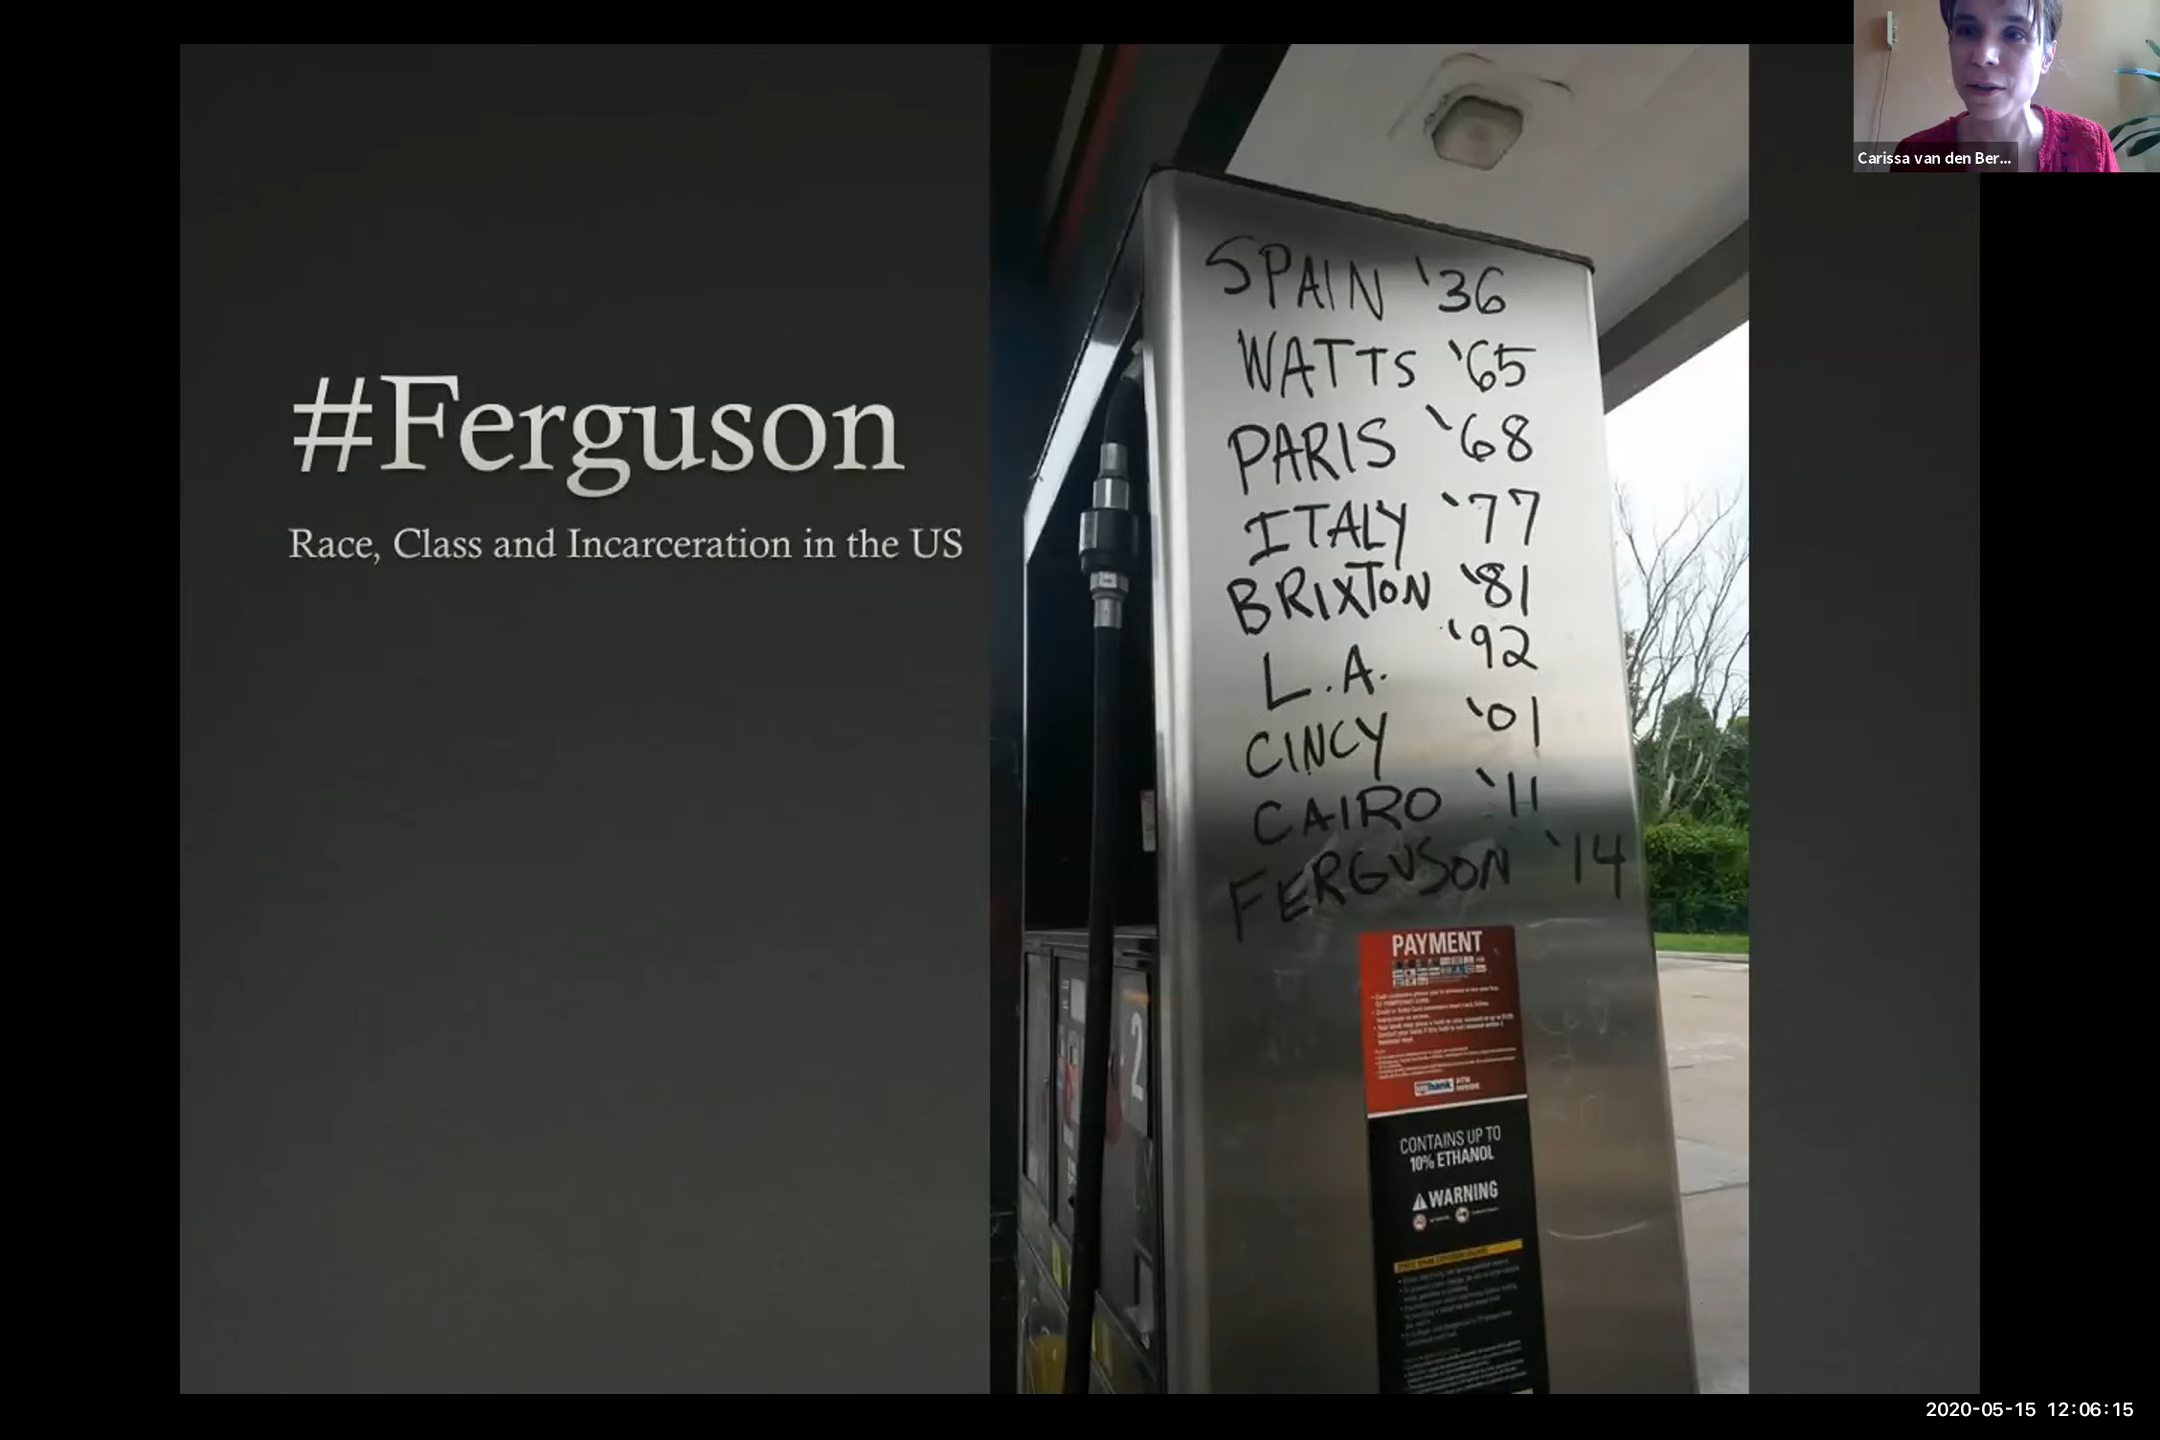 #Ferguson
Race, Class and Incarceration in the US
Carissa van den Ber...
SPAIN '36
WATTS '65
PARIS '68
ITALY '77
BRIXTON '81
L.A. '92
CINCY '01
CAIRO '11
FERGUSON '14
PAYMENT
ATM
INSIDE
CONTAINS UP TO
10% ETHANOL
WARNING
2
2020-05-15 12:06:15